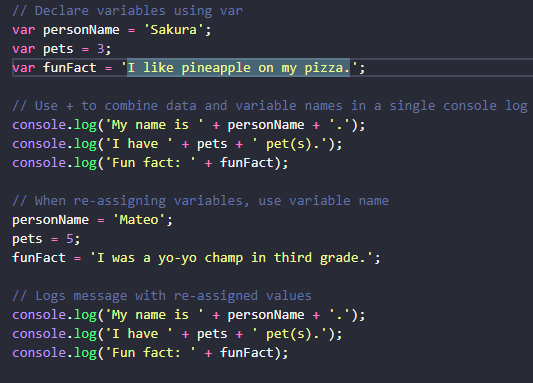 // Declare variables using var
var personName = 'Sakura';
var pets = 3;
var funFact = 'I like pineapple on my pizza.';
// Use + to combine data and variable names in a single console log
console.log('My name is ' + personName + '.');
console.log('I have ' + pets + ' pet(s).');
console.log('Fun fact: ' + funFact);
// When re-assigning variables, use variable name
personName = 'Mateo';
pets = 5;
funFact = 'I was a yo-yo champ in third grade.';
// Logs message with re-assigned values
console.log('My name is ' + personName + '.');
console.log('I have ' + pets + ' pet(s).');
console.log('Fun fact: ' + funFact);